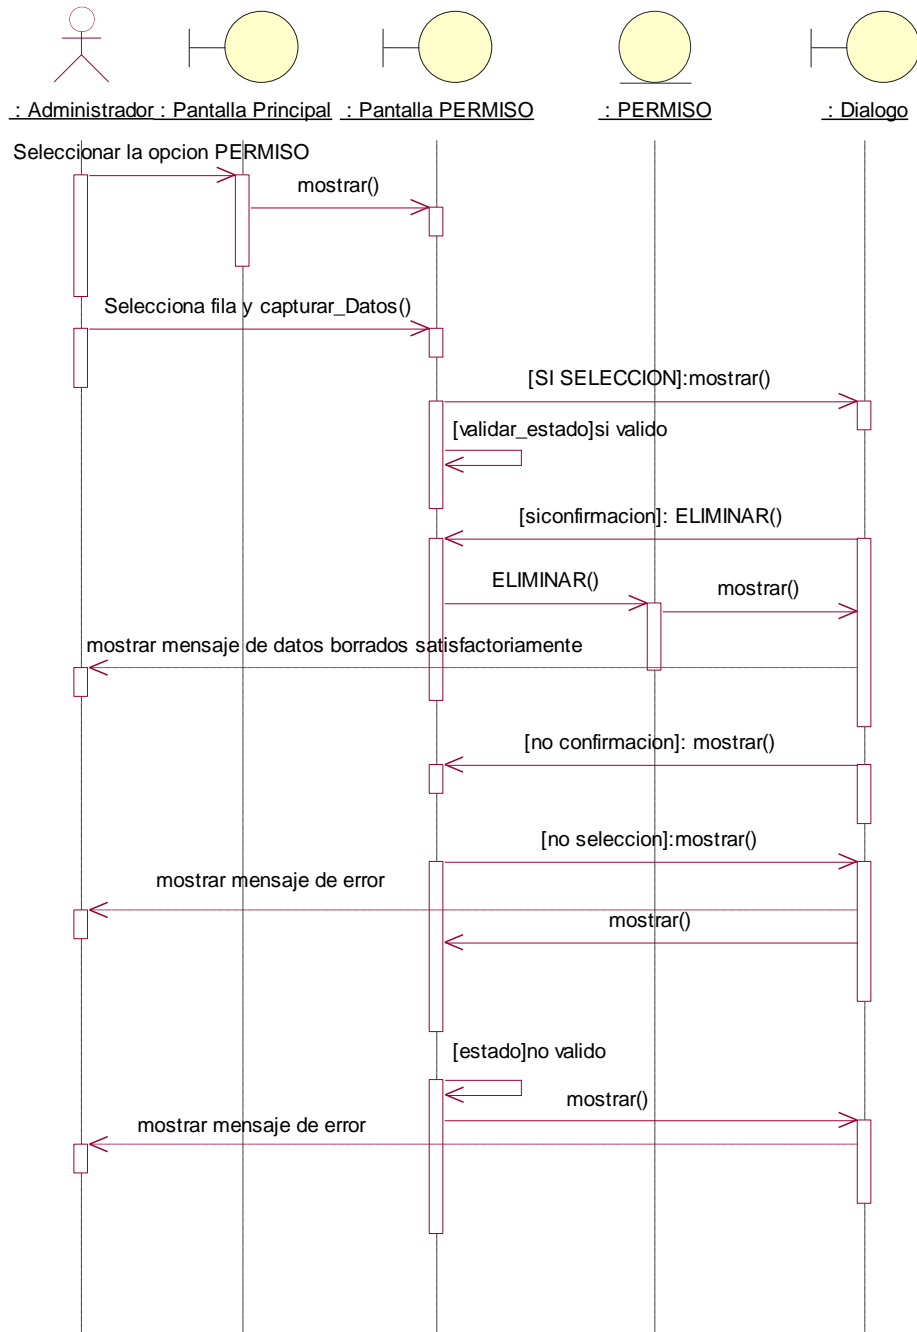 : Administrador
: Pantalla Principal
: Pantalla PERMISO
: PERMISO
: Dialogo
Seleccionar la opcion PERMISO
mostrar()
Selecciona fila y capturar_Datos()
[SI SELECCION]:mostrar()
[validar_estado]si valido
[siconfirmacion]: ELIMINAR()
ELIMINAR()
mostrar()
mostrar mensaje de datos borrados satisfactoriamente
[no confirmacion]: mostrar()
[no seleccion]:mostrar()
mostrar mensaje de error
mostrar()
[estado]no valido
mostrar()
mostrar mensaje de error